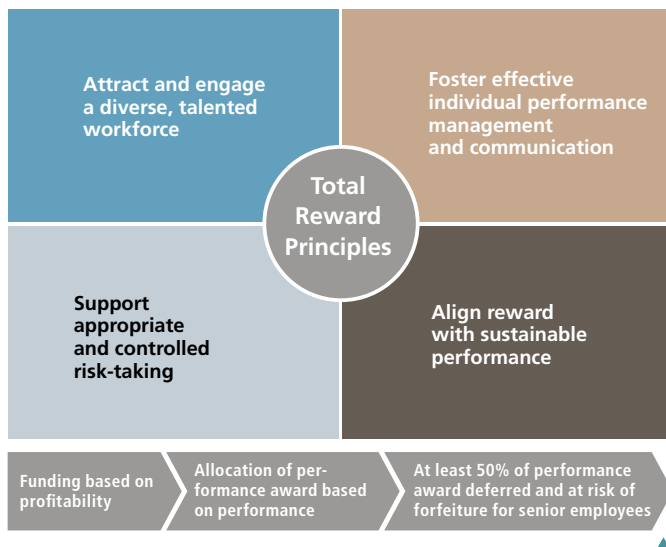 Attract and engage
a diverse, talented
workforce
Foster effective
individual performance
management
and communication
Total
Reward
Principles
Support
appropriate
and controlled
risk-taking
Align reward
with sustainable
performance
Funding based on
profitability
Allocation of per-
formance award based
on performance
At least 50% of performance
award deferred and at risk of
forfeiture for senior employees